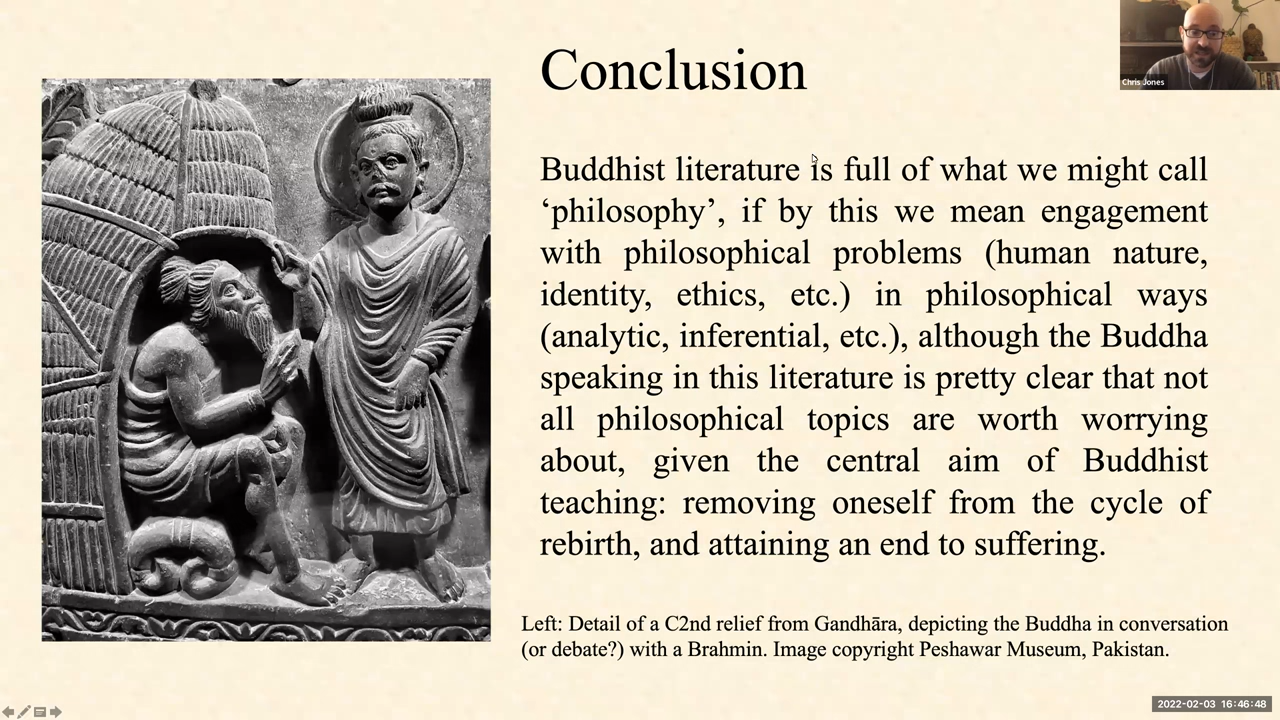 Conclusion
Chris Jones
Buddhist literature is full of what we might call
‘philosophy’, if by this we mean engagement
with philosophical problems (human nature,
identity, ethics, etc.) in philosophical ways
(analytic, inferential, etc.), although the Buddha
speaking in this literature is pretty clear that not
all philosophical topics are worth worrying
about, given the central aim of Buddhist
teaching: removing oneself from the cycle of
rebirth, and attaining an end to suffering.
Left: Detail of a C2nd relief from Gandhāra, depicting the Buddha in conversation
(or debate?) with a Brahmin. Image copyright Peshawar Museum, Pakistan.
2022-02-03 16:46:48